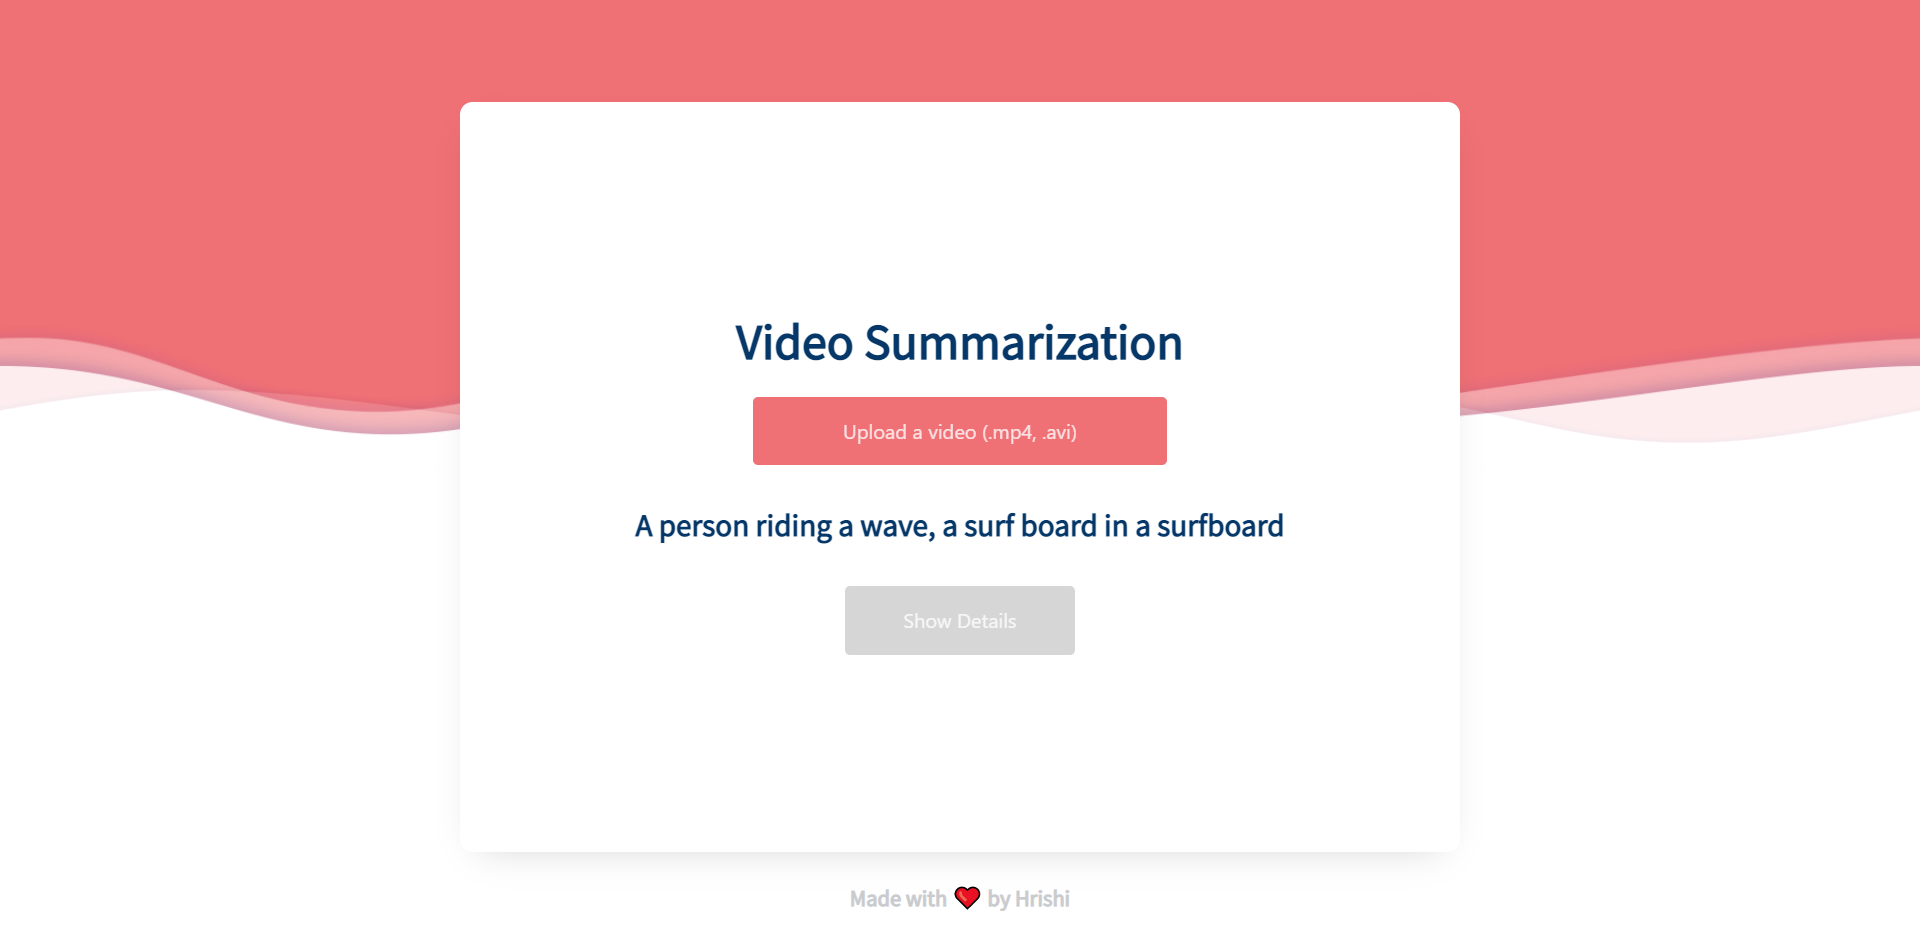 Video Summarization
Upload a video (.mp4, .avi)
A person riding a wave, a surf board in a surfboard
Show Details
Made with ❤ by Hrishi